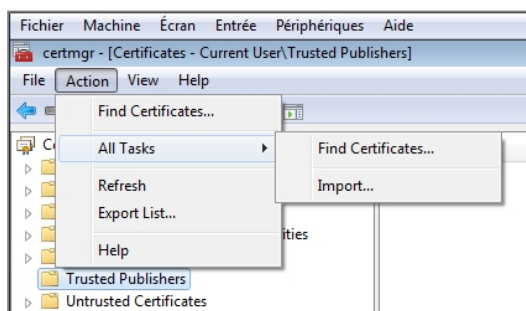 Fichier Machine Écran Entrée Périphériques Aide
certmgr - [Certificates - Current User\Trusted Publishers]
File Action View Help
Find Certificates...
All Tasks
Find Certificates...
Refresh
Import...
Export List...
Help
Trusted Publishers
Untrusted Certificates